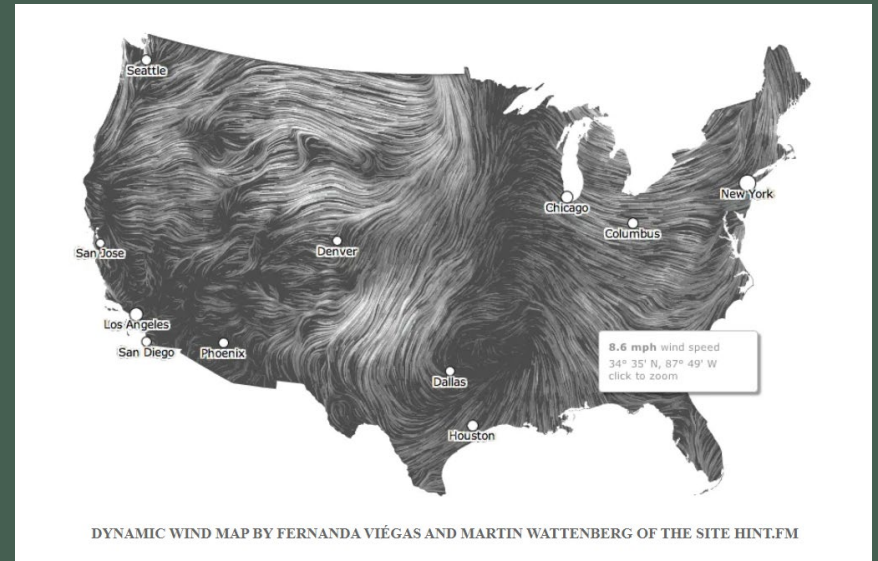 Seattle
New York
Chicago
Columbus
San Jose
Denver
Los Angeles
San Diego
Phoenix
8.6 mph wind speed
34° 35' N, 87° 49' W
click to zoom
Dallas
Houston
DYNAMIC WIND MAP BY FERNANDA VIÉGAS AND MARTIN WATTENBERG OF THE SITE HINT.FM